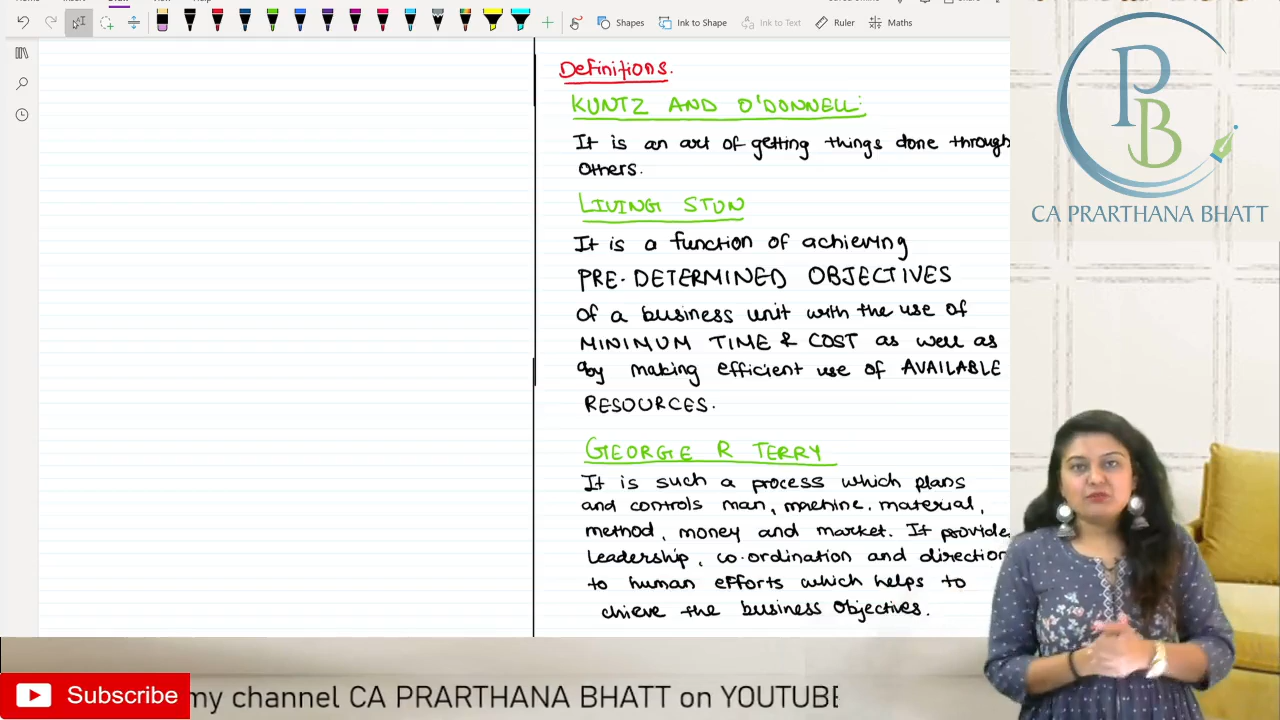 Shapes
Ink to Shape
Ink to Text
Ruler
Maths
Definitions.
KUNTZ AND O'DONNELL:
It is an art of getting things done through
others.
LIVING STON
It is a function of achieving
PRE-DETERMINED OBJECTIVES
of a business unit with the use of
MINIMUM TIME & COST as well as
by making efficient use of AVAILABLE
RESOURCES.
GEORGE R TERRY
It is such a process which plans
and controls man, machine, material,
method, money and market. It provide
leadership, co-ordination and direction
to human efforts which helps to
chieve the business objectives.
PB
CA PRARTHANA BHATT
Subscribe
my channel CA PRARTHANA BHATT on YOUTUBE